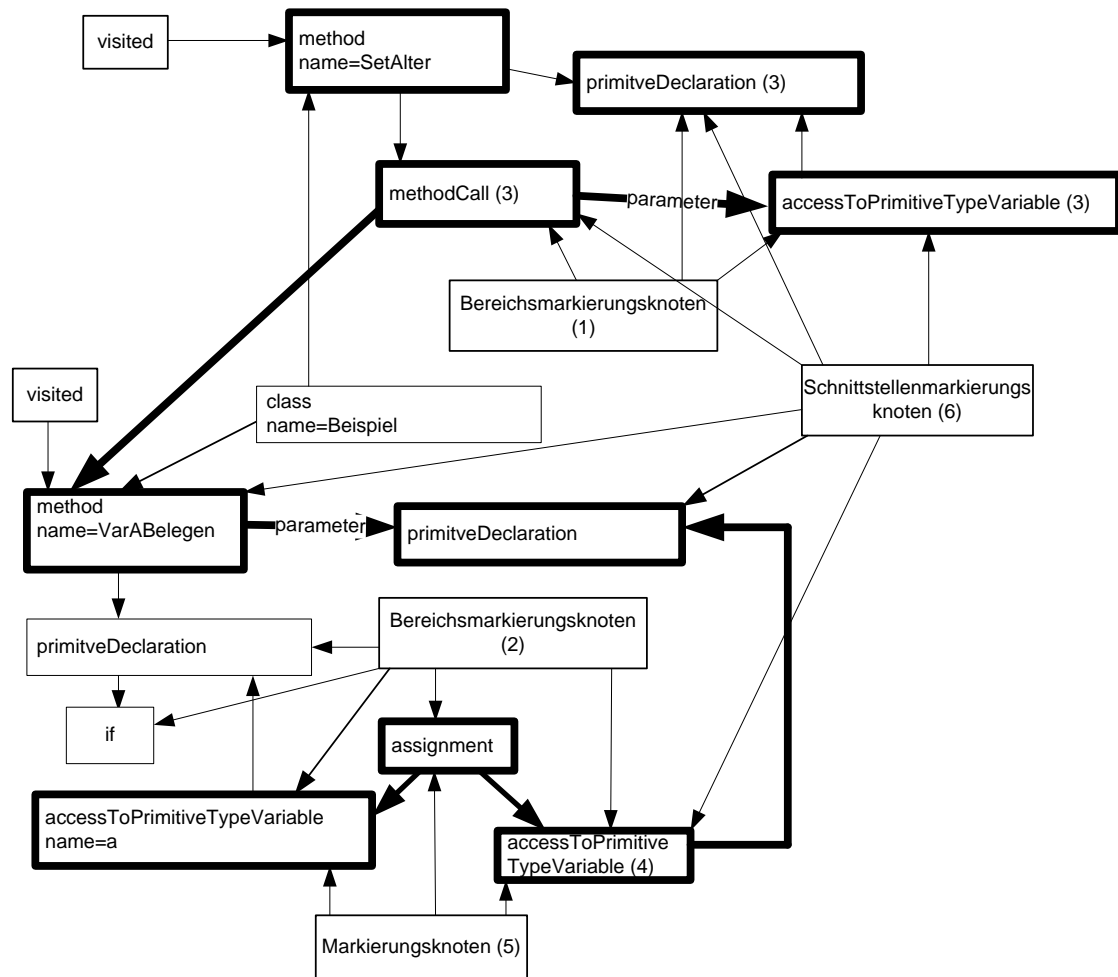 visited
method
name=SetAlter
primitveDeclaration (3)
methodCall (3)
parameter
accessToPrimitiveTypeVariable (3)
Bereichsmarkierungsknoten
(1)
visited
class
name=Beispiel
Schnittstellenmarkierungs
knoten (6)
method
name=VarABelegen
parameter
primitveDeclaration
primitveDeclaration
Bereichsmarkierungsknoten
(2)
if
assignment
accessToPrimitiveTypeVariable
name=a
accessToPrimitive
TypeVariable (4)
Markierungsknoten (5)